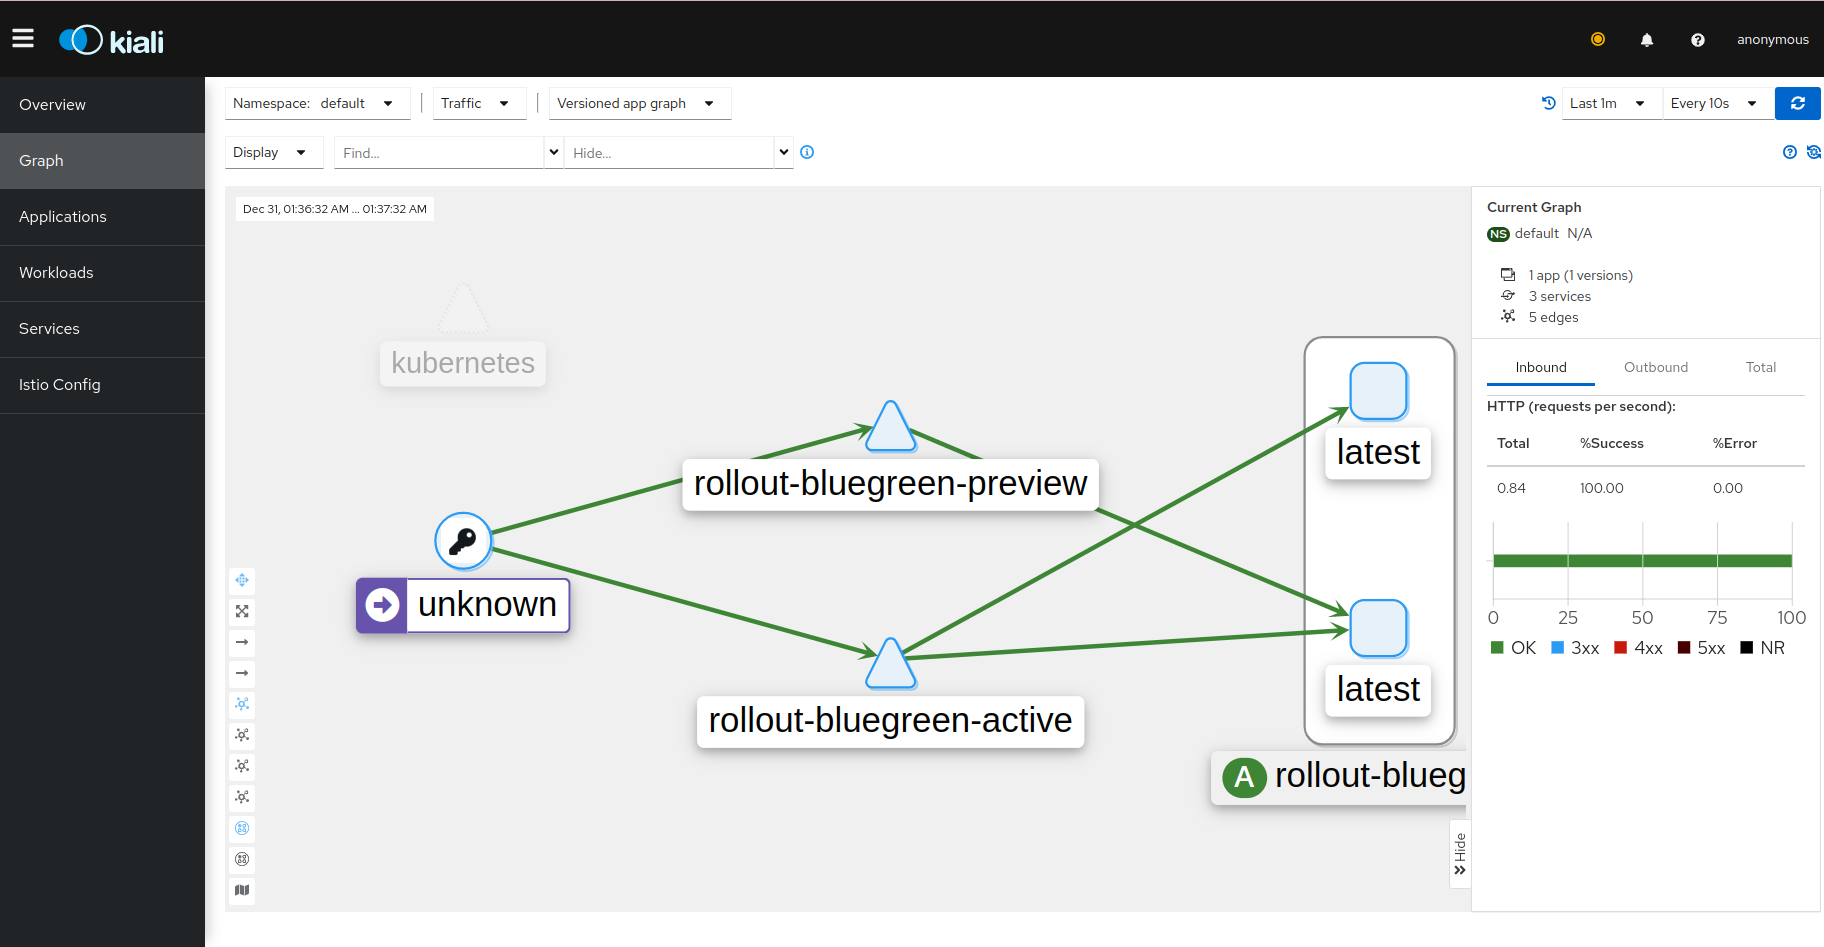 kiali
anonymous
Overview
Graph
Applications
Workloads
Services
Istio Config
Namespace: default
Traffic
Versioned app graph
Last 1m
Every 10s
Display
Find...
Hide...
Dec 31, 01:36:32 AM ... 01:37:32 AM
kubernetes
rollout-bluegreen-preview
unknown
rollout-bluegreen-active
latest
latest
A rollout-blueg
Hide
Current Graph
NS default N/A
1 app (1 versions)
3 services
5 edges
Inbound Outbound Total
HTTP (requests per second):
Total %Success %Error
0.84 100.00 0.00
0 25 50 75 100
OK 3xx 4xx 5xx NR